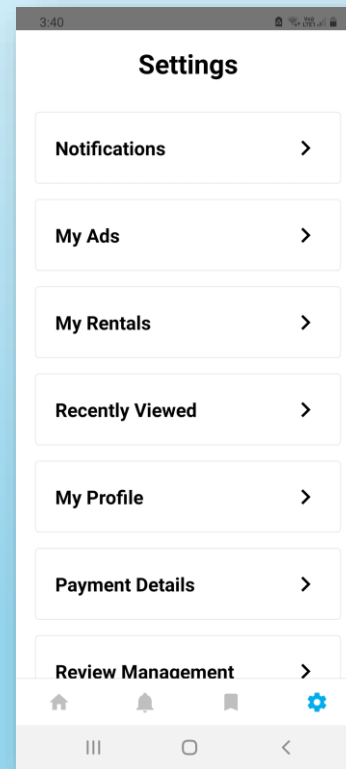 3:40
Settings
Notifications
My Ads
My Rentals
Recently Viewed
My Profile
Payment Details
Review Management